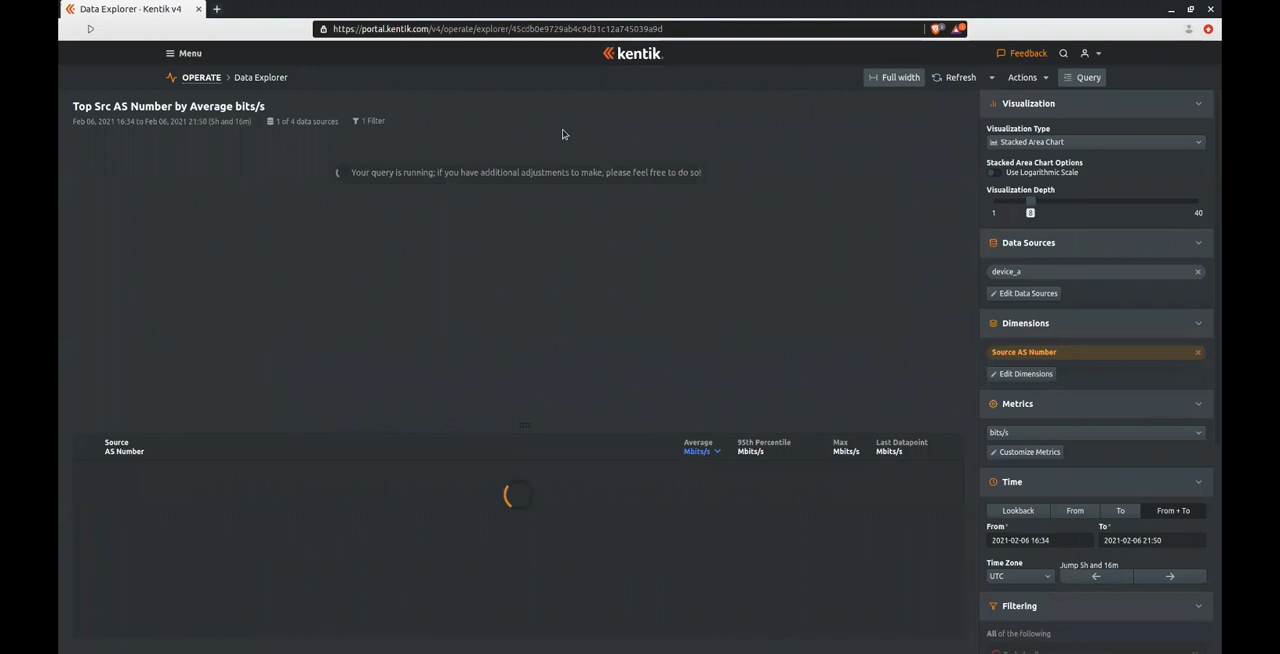 Data Explorer · Kentik v4
https://portal.kentik.com/v4/operate/explorer/45cdb0e9729ab4c9d31c12a745039a9d
Menu
kentik.
Feedback
OPERATE > Data Explorer
Full width
Refresh
Actions
Query
Top Src AS Number by Average bits/s
Feb 06, 2021 16:34 to Feb 06, 2021 21:50 (5h and 16m)
1 of 4 data sources
1 Filter
Your query is running; if you have additional adjustments to make, please feel free to do so!
Source
AS Number
Average
Mbits/s
95th Percentile
Mbits/s
Max
Mbits/s
Last Datapoint
Mbits/s
Visualization
Visualization Type
Stacked Area Chart
Stacked Area Chart Options
Use Logarithmic Scale
Visualization Depth
1
8
40
Data Sources
device_a
Edit Data Sources
Dimensions
Source AS Number
Edit Dimensions
Metrics
bits/s
Customize Metrics
Time
Lookback
From
To
From + To
From*
To*
2021-02-06 16:34
2021-02-06 21:50
Time Zone
Jump 5h and 16m
UTC
Filtering
All of the following